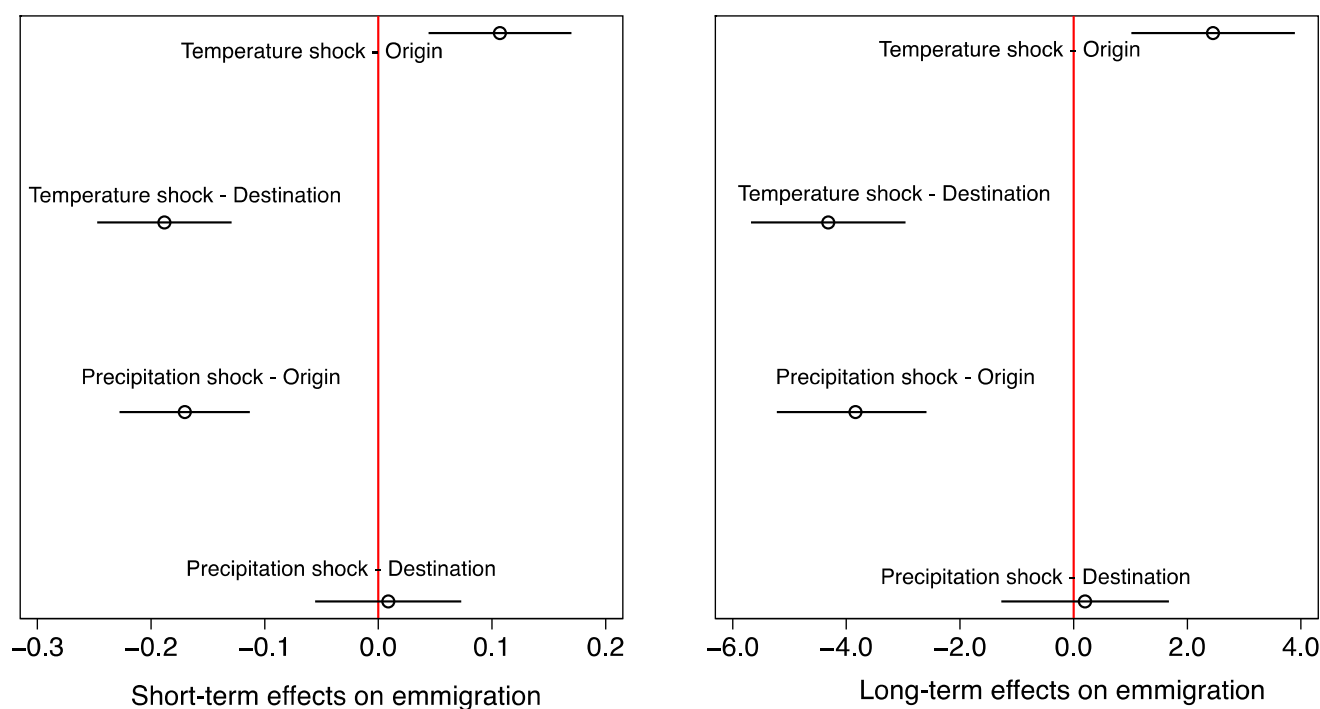 Temperature shock - Origin
Temperature shock - Destination
Precipitation shock - Origin
Precipitation shock - Destination
−0.3 −0.2 −0.1 0.0 0.1 0.2
Short-term effects on emmigration
Temperature shock - Origin
Temperature shock - Destination
Precipitation shock - Origin
Precipitation shock - Destination
−6.0 −4.0 −2.0 0.0 2.0 4.0
Long-term effects on emmigration